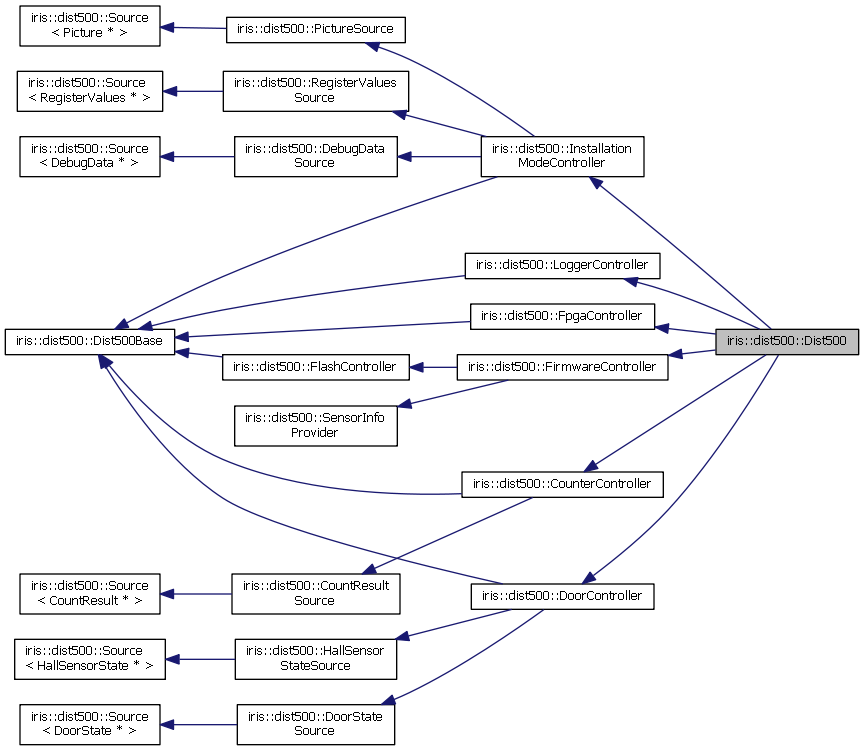 iris::dist500::Source
< Picture * >
iris::dist500::PictureSource
iris::dist500::Source
< RegisterValues * >
iris::dist500::RegisterValues
Source
iris::dist500::Source
< DebugData * >
iris::dist500::DebugData
Source
iris::dist500::Installation
ModeController
iris::dist500::LoggerController
iris::dist500::FpgaController
iris::dist500::Dist500Base
iris::dist500::Dist500
iris::dist500::FlashController
iris::dist500::FirmwareController
iris::dist500::SensorInfo
Provider
iris::dist500::CounterController
iris::dist500::Source
< CountResult * >
iris::dist500::CountResult
Source
iris::dist500::DoorController
iris::dist500::Source
< HallSensorState * >
iris::dist500::HallSensor
StateSource
iris::dist500::Source
< DoorState * >
iris::dist500::DoorState
Source